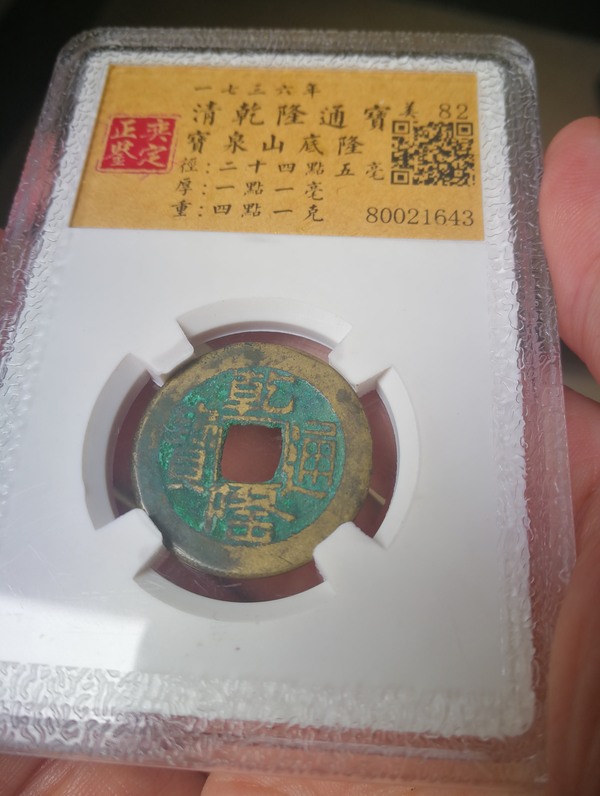 一七三六年
清乾隆通寶 美 82
寶泉山底隆
徑：二十四點五毫
厚：一點一毫
重：四點一克 80021643
正鑒 奕定
乾隆通寶